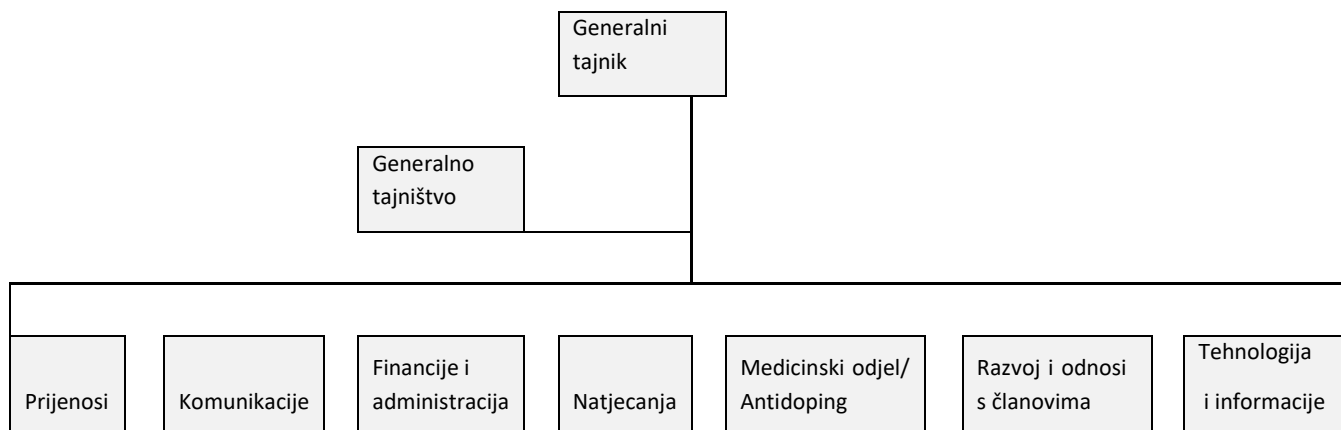 Generalni
tajnik
Generalno
tajništvo
Prijenosi
Komunikacije
Financije i
administracija
Natjecanja
Medicinski odjel/
Antidoping
Razvoj i odnosi
s članovima
Tehnologija
i informacije